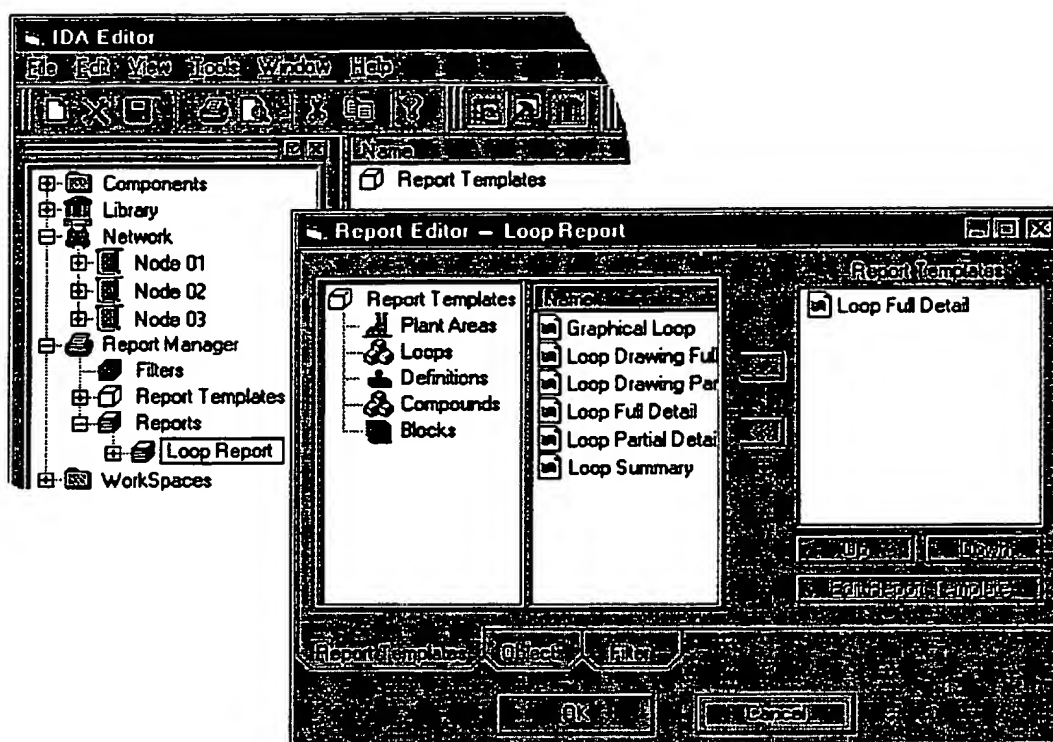 IDA Editor
File Edit View Tools Window Help
Name
Report Templates
Components
Library
Network
Node 01
Node 02
Node 03
Report Manager
Filters
Report Templates
Reports
Loop Report
WorkSpaces
Report Editor – Loop Report
Report Templates
Plant Areas
Loops
Definitions
Compounds
Blocks
Name
Graphical Loop
Loop Drawing Full
Loop Drawing Par
Loop Full Detail
Loop Partial Detai
Loop Summary
Report Templates
Loop Full Detail
Up Down
Edit Report Template
Report Templates Object Filter
OK Cancel